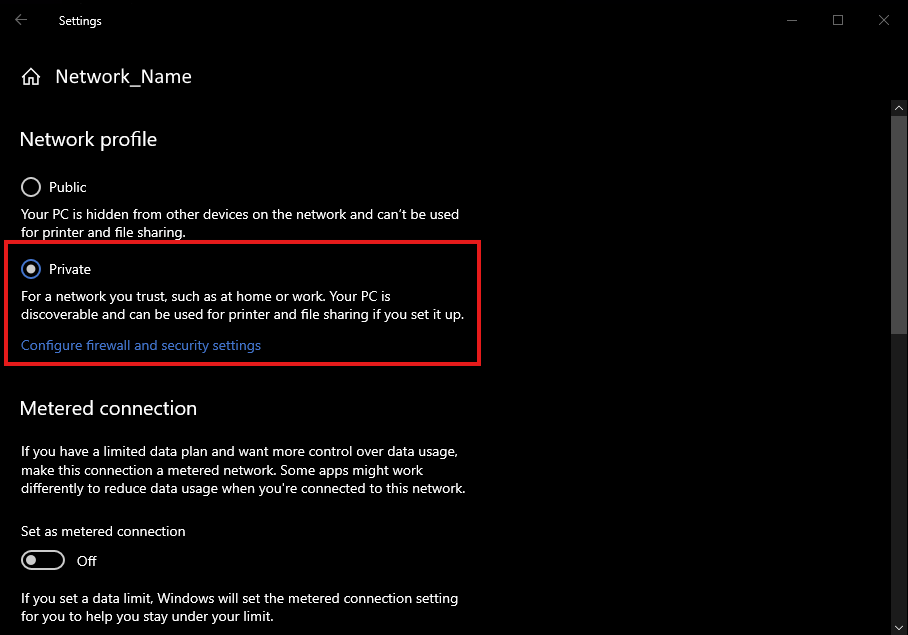 Settings
Network_Name
Network profile
Public
Your PC is hidden from other devices on the network and can't be used
for printer and file sharing.
Private
For a network you trust, such as at home or work. Your PC is
discoverable and can be used for printer and file sharing if you set it up.
Configure firewall and security settings
Metered connection
If you have a limited data plan and want more control over data usage,
make this connection a metered network. Some apps might work
differently to reduce data usage when you're connected to this network.
Set as metered connection
Off
If you set a data limit, Windows will set the metered connection setting
for you to help you stay under your limit.